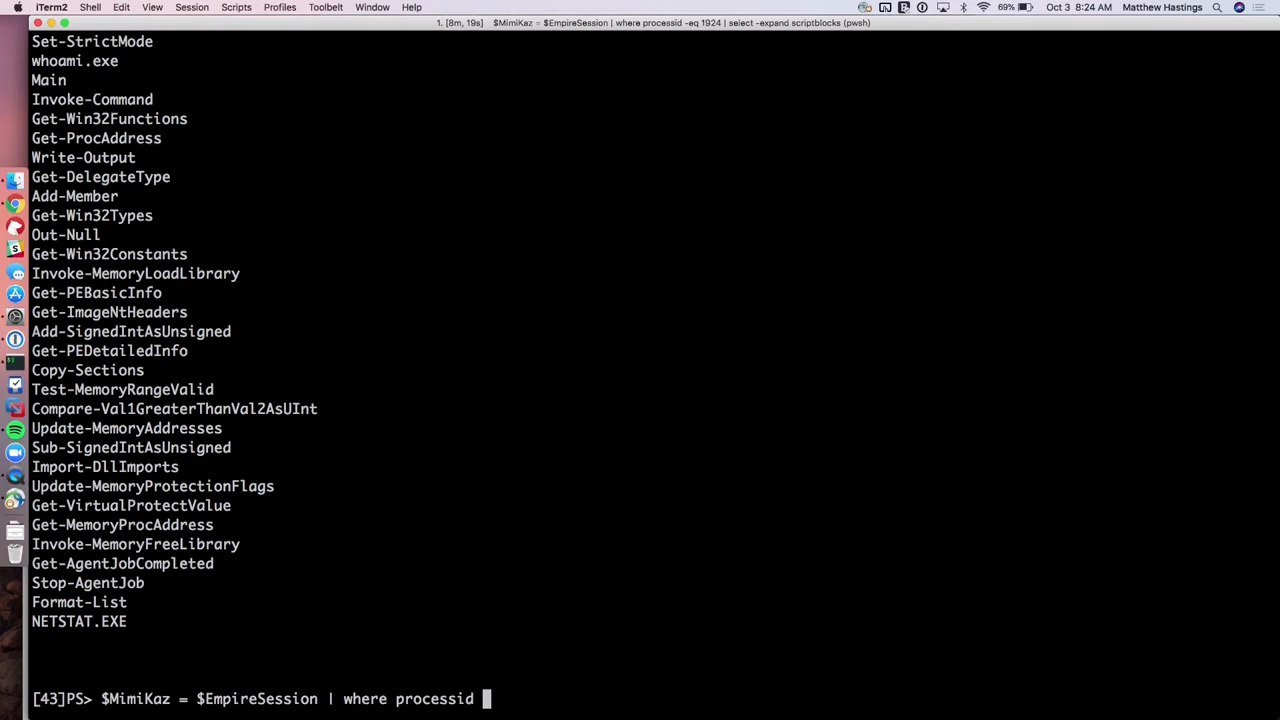 iTerm2 Shell Edit View Session Scripts Profiles Toolbelt Window Help 69% Oct 3 8:24 AM Matthew Hastings
1. [8m, 19s] $MimiKaz = $EmpireSession | where processid -eq 1924 | select -expand scriptblocks (pwsh)
Set-StrictMode
whoami.exe
Main
Invoke-Command
Get-Win32Functions
Get-ProcAddress
Write-Output
Get-DelegateType
Add-Member
Get-Win32Types
Out-Null
Get-Win32Constants
Invoke-MemoryLoadLibrary
Get-PEBasicInfo
Get-ImageNtHeaders
Add-SignedIntAsUnsigned
Get-PEDetailedInfo
Copy-Sections
Test-MemoryRangeValid
Compare-Val1GreaterThanVal2AsUInt
Update-MemoryAddresses
Sub-SignedIntAsUnsigned
Import-DllImports
Update-MemoryProtectionFlags
Get-VirtualProtectValue
Get-MemoryProcAddress
Invoke-MemoryFreeLibrary
Get-AgentJobCompleted
Stop-AgentJob
Format-List
NETSTAT.EXE
[43]PS> $MimiKaz = $EmpireSession | where processid